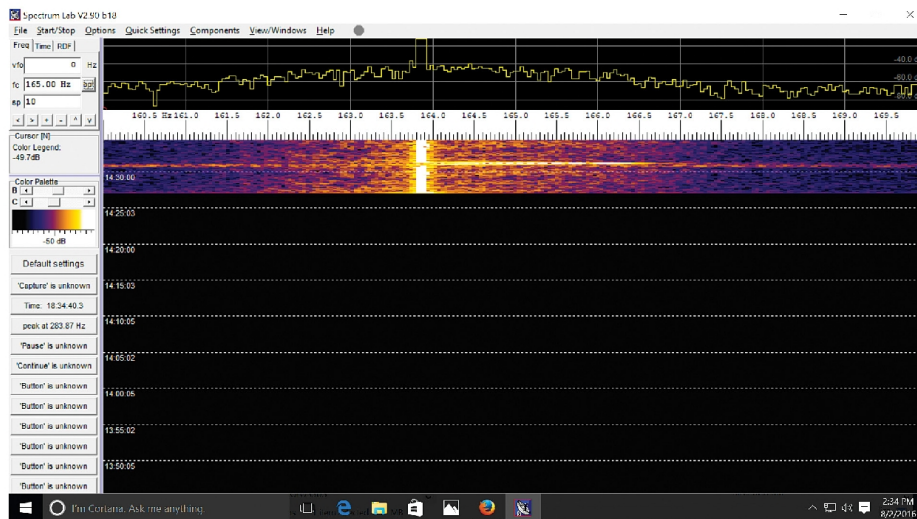 Spectrum Lab V2.90 b18
File Start/Stop Options Quick Settings Components View/Windows Help
Freq Time RDF
vfo 0 Hz
fc 165.00 Hz bpt
sp 10
< > + - ^ v
Cursor [N]
Color Legend:
-49.7dB
Color Palette
B
C
-50 dB
Default settings
'Capture' is unknown
Time: 18:34:40.3
peak at 283.87 Hz
'Pause' is unknown
'Continue' is unknown
'Button' is unknown
'Button' is unknown
'Button' is unknown
'Button' is unknown
'Button' is unknown
'Button' is unknown
-40.0
-80.0
160.5 Hz 161.0 161.5 162.0 162.5 163.0 163.5 164.0 164.5 165.0 165.5 166.0 166.5 167.0 167.5 168.0 168.5 169.0 169.5
14:30:00
14:25:03
14:20:00
14:15:03
14:10:05
14:05:02
14:00:05
13:55:02
13:50:05
I'm Cortana. Ask me anything.
2:34 PM
8/2/2016